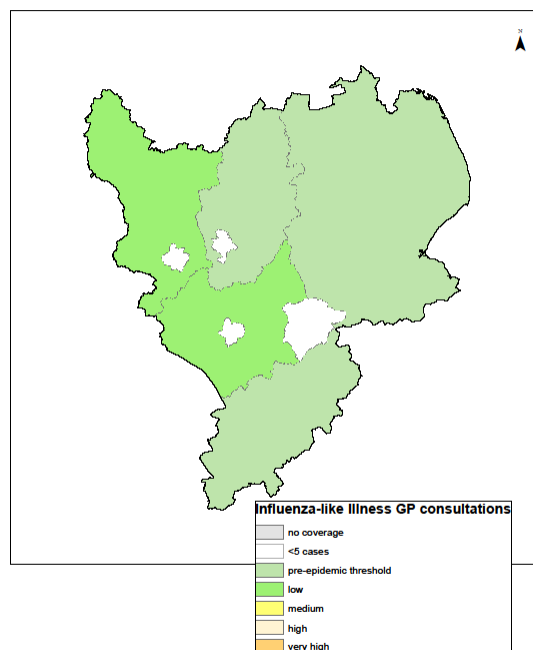 N
Influenza-like Illness GP consultations
no coverage
<5 cases
pre-epidemic threshold
low
medium
high
very high